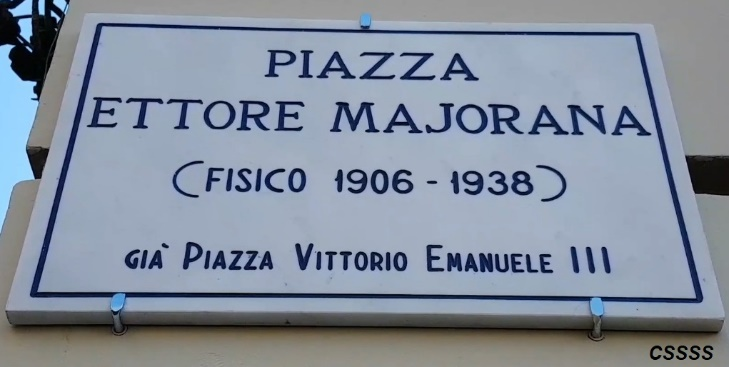 PIAZZA
ETTORE MAJORANA
(FISICO 1906 - 1938)
GIÀ PIAZZA VITTORIO EMANUELE III
CSSSS